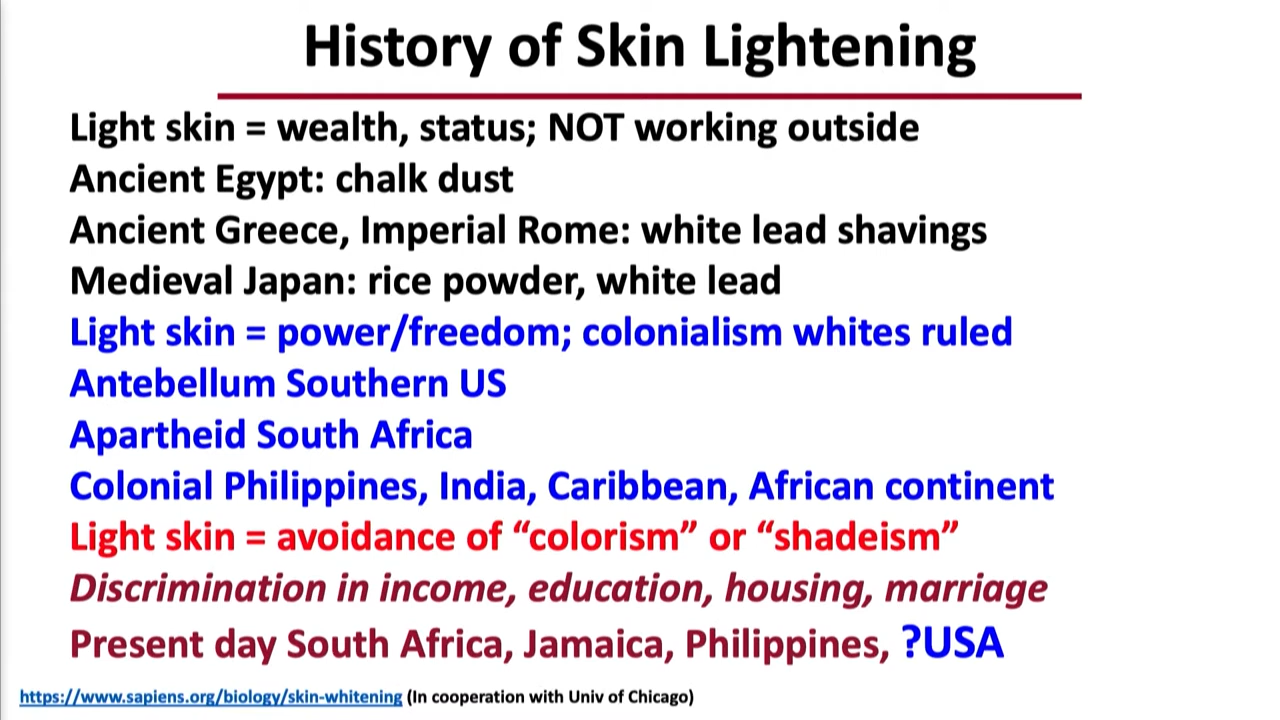 History of Skin Lightening
Light skin = wealth, status; NOT working outside
Ancient Egypt: chalk dust
Ancient Greece, Imperial Rome: white lead shavings
Medieval Japan: rice powder, white lead
Light skin = power/freedom; colonialism whites ruled
Antebellum Southern US
Apartheid South Africa
Colonial Philippines, India, Caribbean, African continent
Light skin = avoidance of “colorism” or “shadeism”
Discrimination in income, education, housing, marriage
Present day South Africa, Jamaica, Philippines, ?USA
https://www.sapiens.org/biology/skin-whitening (In cooperation with Univ of Chicago)